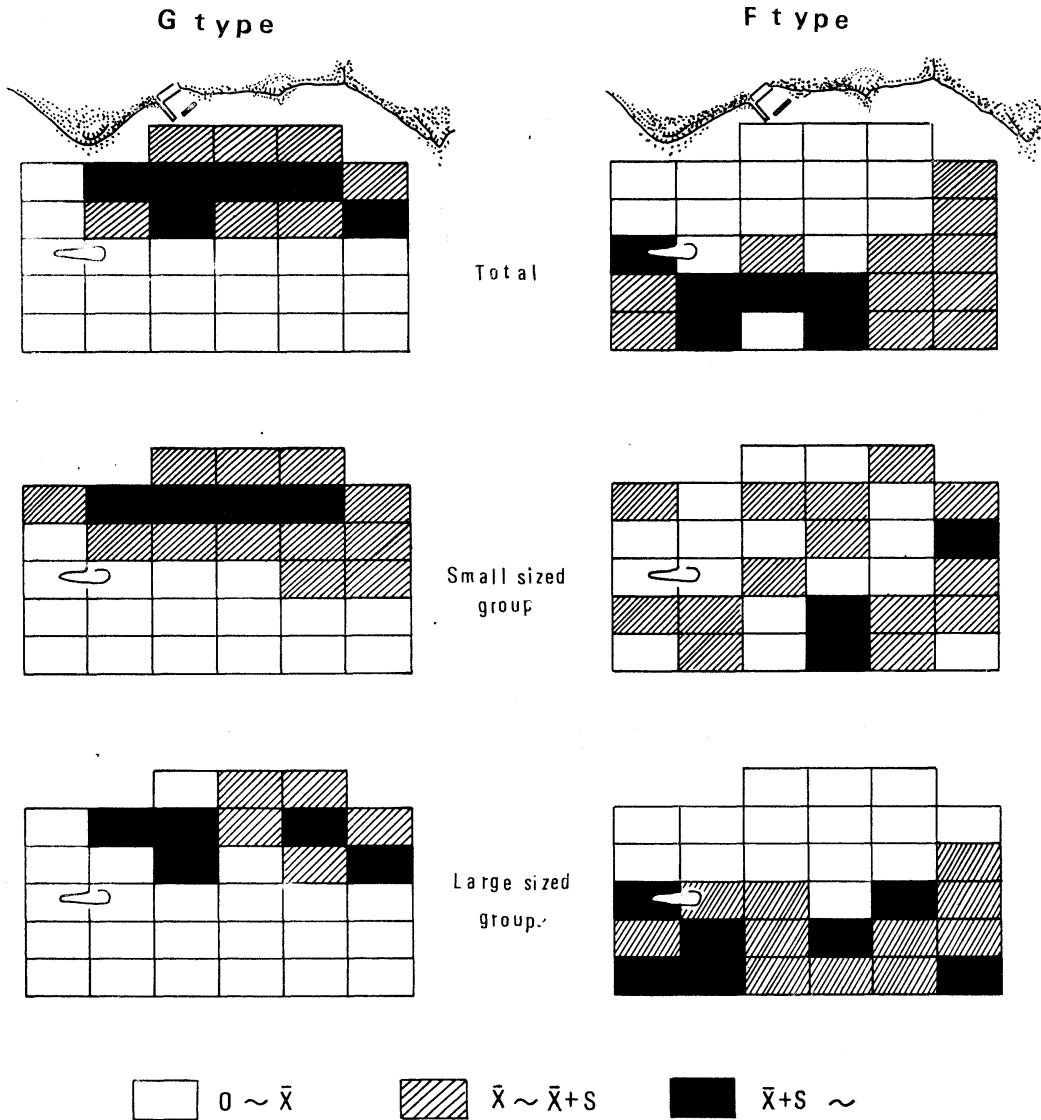 G type
F type
Total
Small sized
group
Large sized
group.
0 ~ X̄
X̄ ~ X̄+S
X̄+S ~